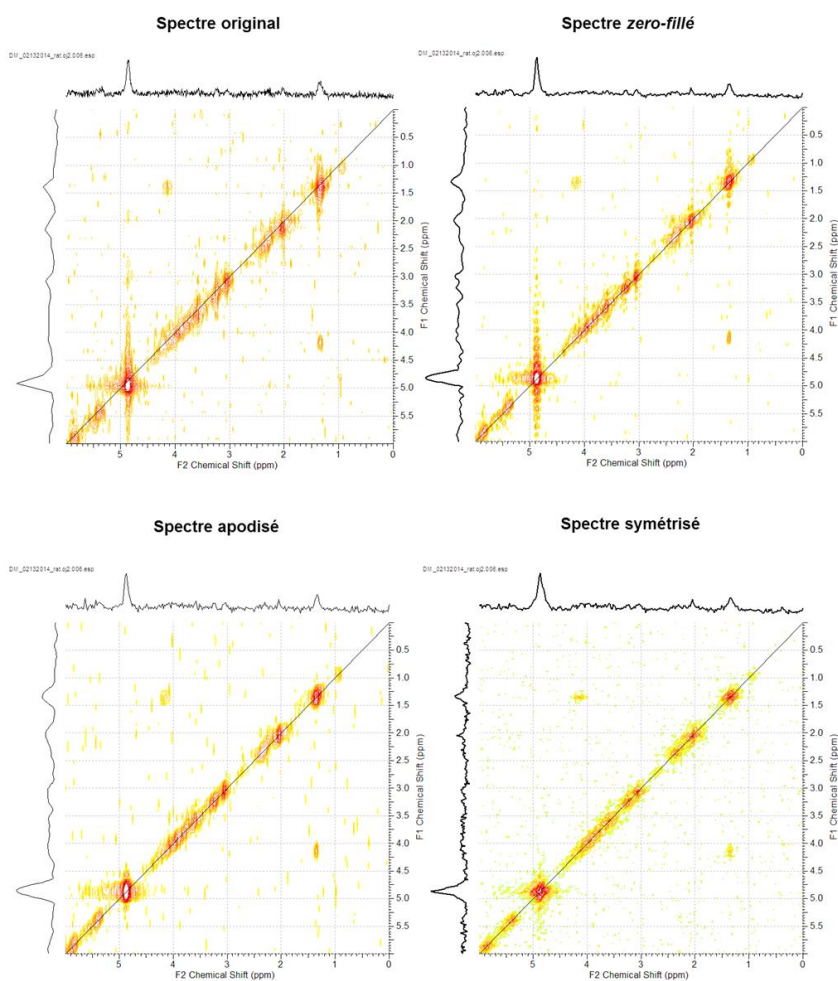 Spectre original
DM_02132014_rat.oj2.006.esp
0.5
1.0
1.5
2.0
2.5
3.0
3.5
4.0
4.5
5.0
5.5
F1 Chemical Shift (ppm)
5 4 3 2 1 0
F2 Chemical Shift (ppm)
Spectre zero-fillé
DM_02132014_rat.oj2.006.esp
0.5
1.0
1.5
2.0
2.5
3.0
3.5
4.0
4.5
5.0
5.5
F1 Chemical Shift (ppm)
5 4 3 2 1 0
F2 Chemical Shift (ppm)
Spectre apodisé
DM_02132014_rat.oj2.006.esp
0.5
1.0
1.5
2.0
2.5
3.0
3.5
4.0
4.5
5.0
5.5
F1 Chemical Shift (ppm)
5 4 3 2 1 0
F2 Chemical Shift (ppm)
Spectre symétrisé
DM_02132014_rat.oj2.006.esp
0.5
1.0
1.5
2.0
2.5
3.0
3.5
4.0
4.5
5.0
5.5
F1 Chemical Shift (ppm)
5 4 3 2 1 0
F2 Chemical Shift (ppm)